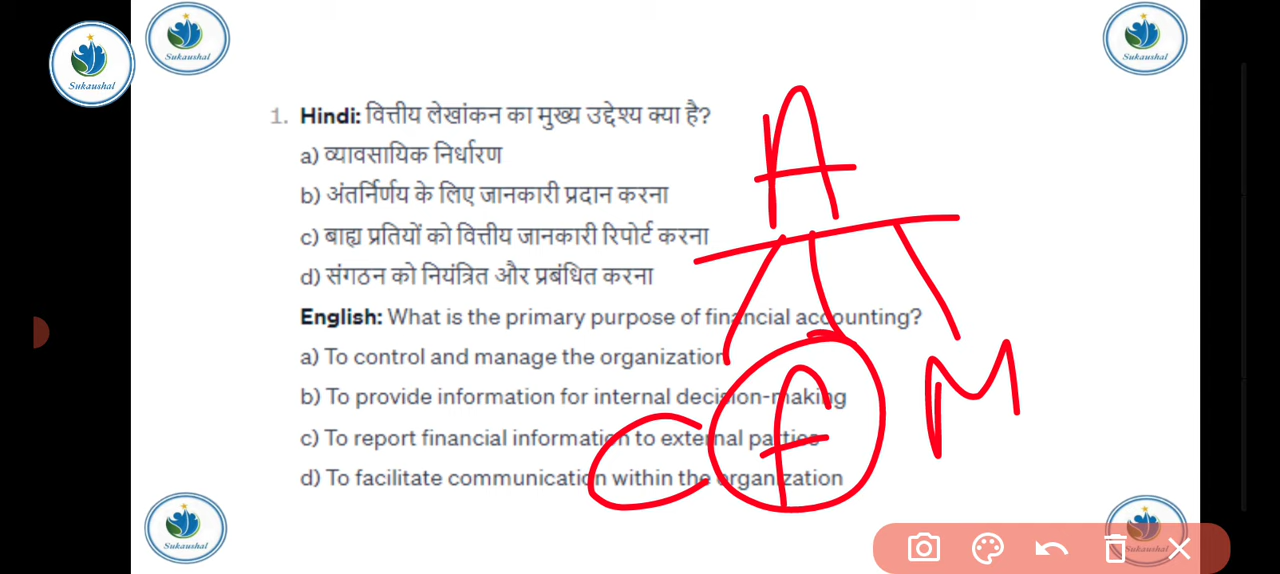 Sukaushal
Sukaushal
Sukaushal
1. Hindi: वित्तीय लेखांकन का मुख्य उद्देश्य क्या है?
a) व्यावसायिक निर्धारण
b) अंतर्निर्णय के लिए जानकारी प्रदान करना
c) बाह्य प्रतियों को वित्तीय जानकारी रिपोर्ट करना
d) संगठन को नियंत्रित और प्रबंधित करना
English: What is the primary purpose of financial accounting?
a) To control and manage the organization
b) To provide information for internal decision-making
c) To report financial information to external parties
d) To facilitate communication within the organization
A
C F M
Sukaushal
Sukaushal